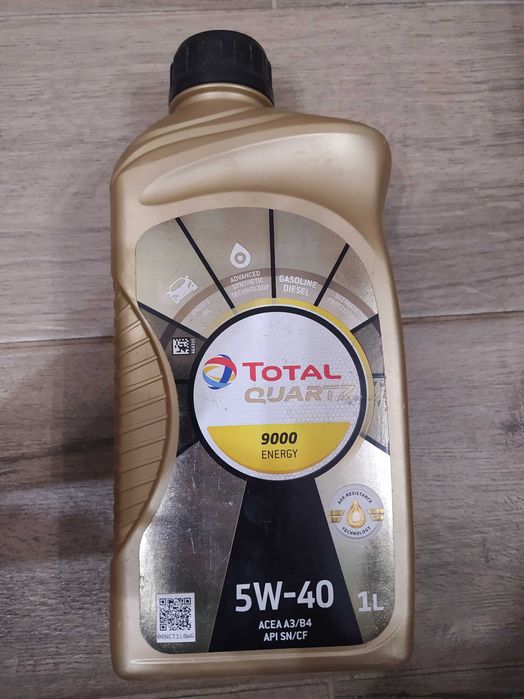 ADVANCED
SYNTHETIC
TECHNOLOGY
GASOLINE
DIESEL
TOTAL
QUARTZ
9000
ENERGY
AGE RESISTANCE
TECHNOLOGY
5W-40
1L
ACEA A3/B4
API SN/CF
00NCT1L0WG